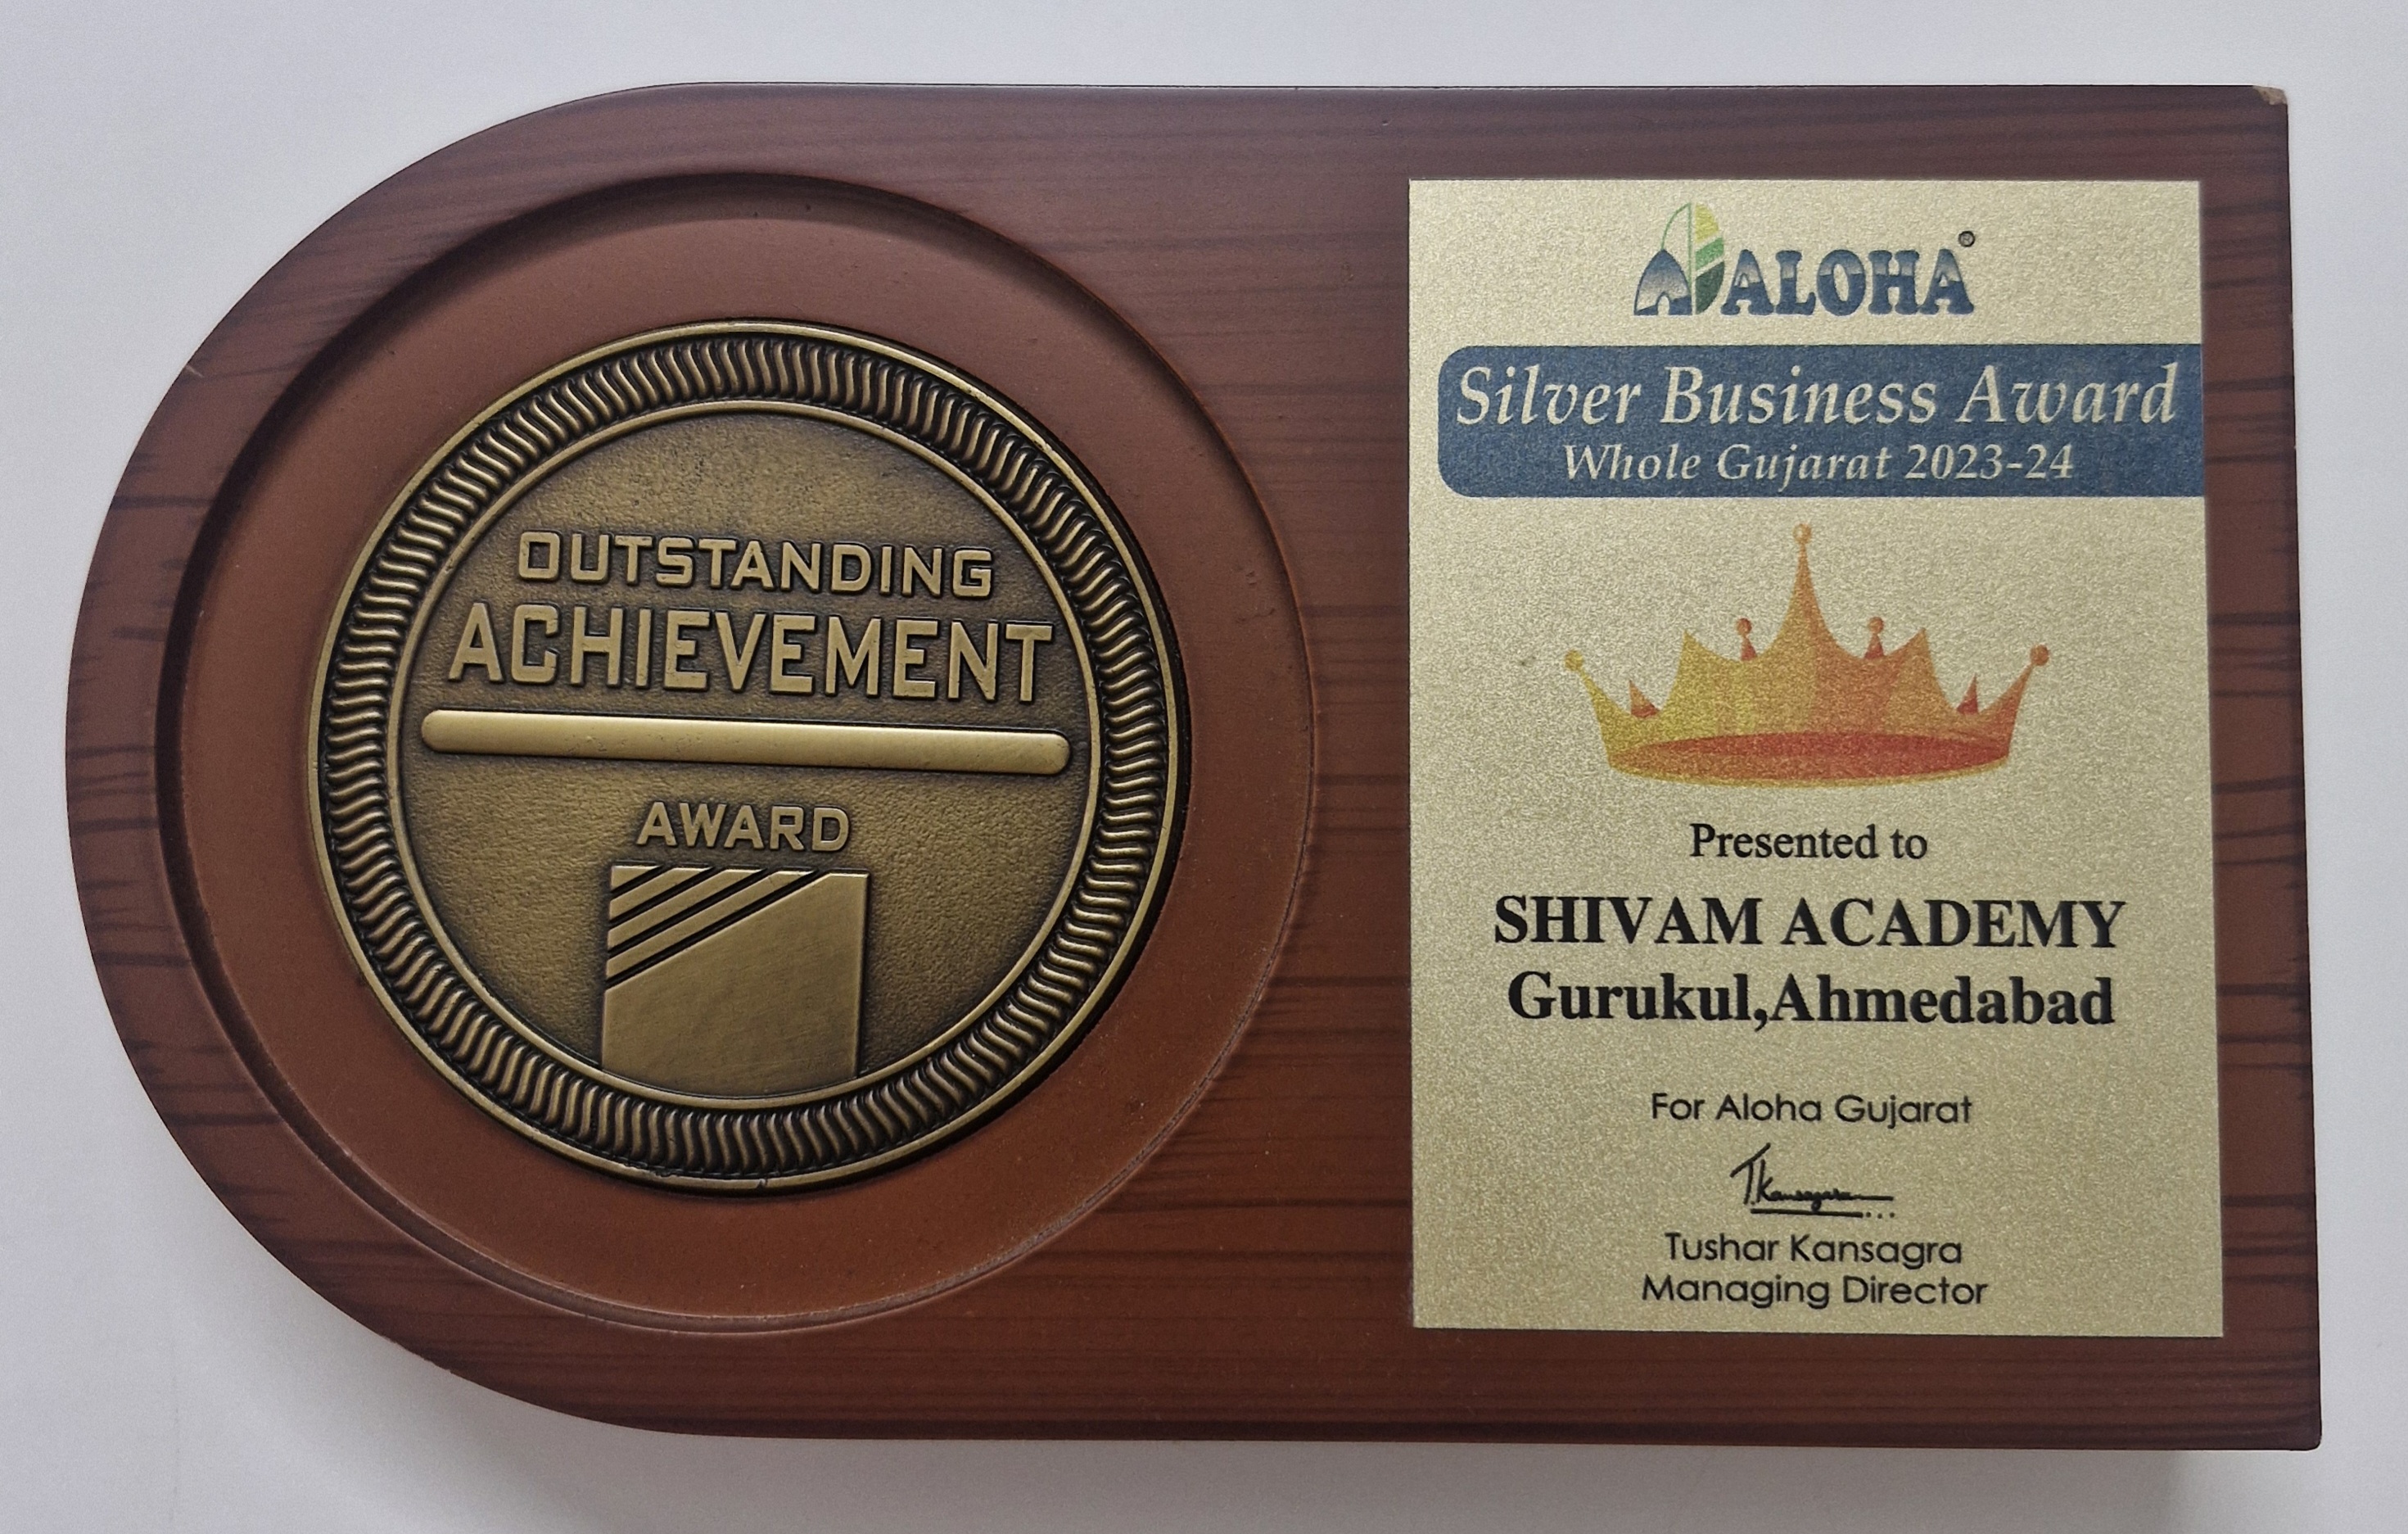 OUTSTANDING
ACHIEVEMENT
AWARD
ALOHA®
Silver Business Award
Whole Gujarat 2023-24
Presented to
SHIVAM ACADEMY
Gurukul,Ahmedabad
For Aloha Gujarat
T.Kansagara
Tushar Kansagra
Managing Director